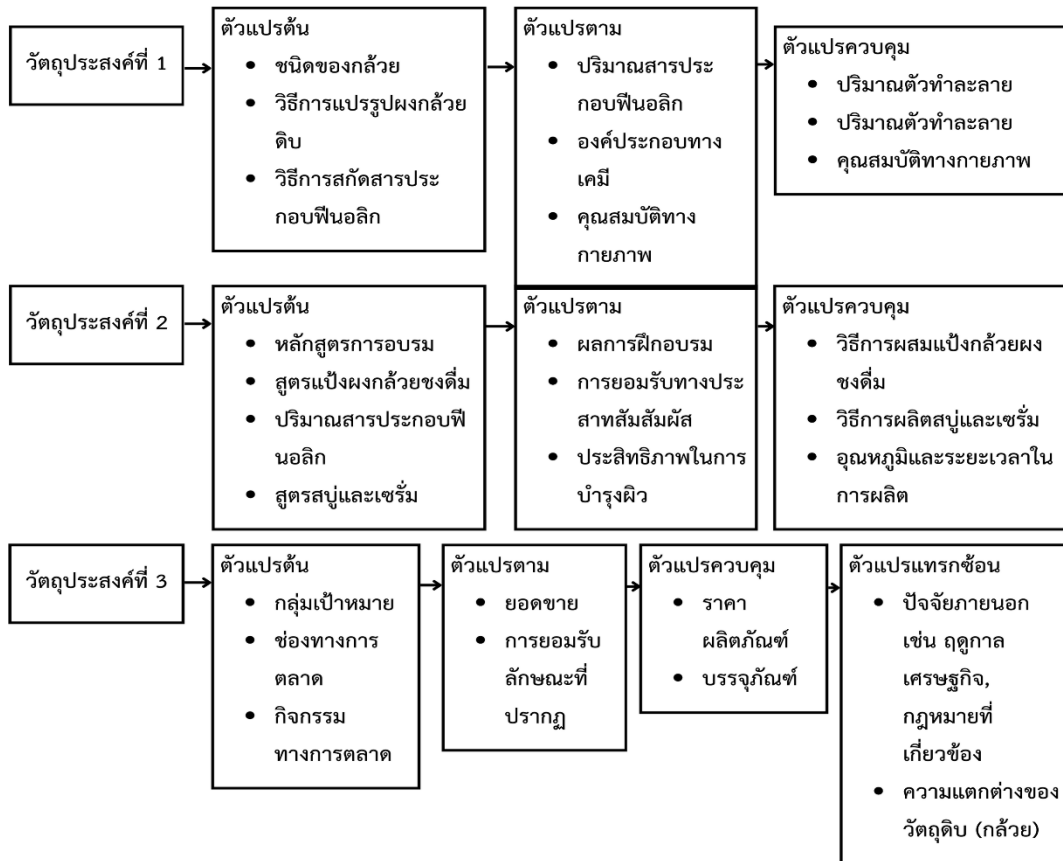 วัตถุประสงค์ที่ 1
ตัวแปรต้น
• ชนิดของกล้วย
• วิธีการแปรรูปผงกล้วย
ดิบ
• วิธีการสกัดสารประ
กอบฟีนอลิก
ตัวแปรตาม
• ปริมาณสารประ
กอบฟีนอลิก
• องค์ประกอบทาง
เคมี
• คุณสมบัติทาง
กายภาพ
ตัวแปรควบคุม
• ปริมาณตัวทำละลาย
• ปริมาณตัวทำละลาย
• คุณสมบัติทางกายภาพ
วัตถุประสงค์ที่ 2
ตัวแปรต้น
• หลักสูตรการอบรม
• สูตรแป้งผงกล้วยชงดื่ม
• ปริมาณสารประกอบฟี
นอลิก
• สูตรสบู่และเซรั่ม
ตัวแปรตาม
• ผลการฝึกอบรม
• การยอมรับทางประ
สาทสัมสัมผัส
• ประสิทธิภาพในการ
บำรุงผิว
ตัวแปรควบคุม
• วิธีการผสมแป้งกล้วยผง
ชงดื่ม
• วิธีการผลิตสบู่และเซรั่ม
• อุณหภูมิและระยะเวลาใน
การผลิต
วัตถุประสงค์ที่ 3
ตัวแปรต้น
• กลุ่มเป้าหมาย
• ช่องทางการ
ตลาด
• กิจกรรม
ทางการตลาด
ตัวแปรตาม
• ยอดขาย
• การยอมรับ
ลักษณะที่
ปรากฏ
ตัวแปรควบคุม
• ราคา
ผลิตภัณฑ์
• บรรจุภัณฑ์
ตัวแปรแทรกซ้อน
• ปัจจัยภายนอก
เช่น ฤดูกาล
เศรษฐกิจ,
กฎหมายที่
เกี่ยวข้อง
• ความแตกต่างของ
วัตถุดิบ (กล้วย)